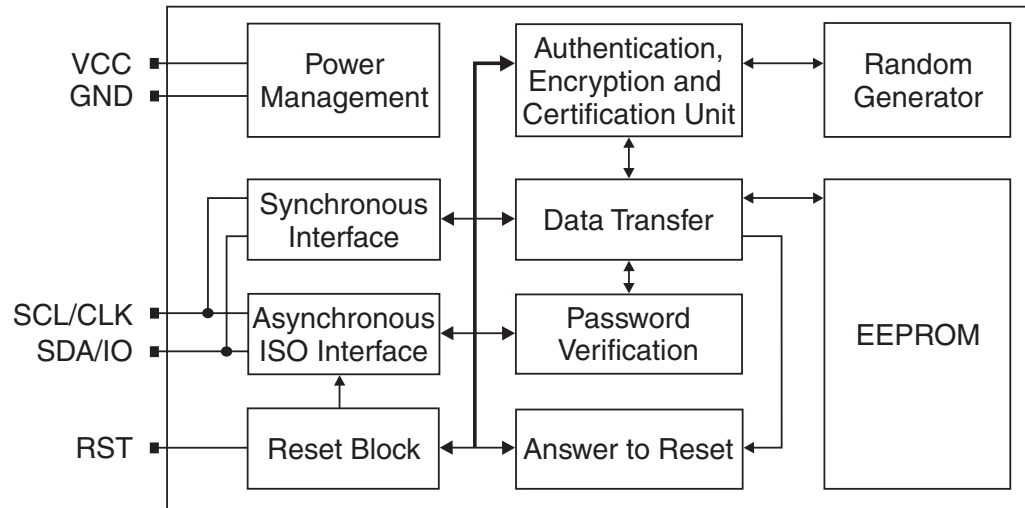 VCC
GND
Power
Management
Authentication,
Encryption and
Certification Unit
Random
Generator
Synchronous
Interface
Data Transfer
EEPROM
SCL/CLK
SDA/IO
Asynchronous
ISO Interface
Password
Verification
RST
Reset Block
Answer to Reset